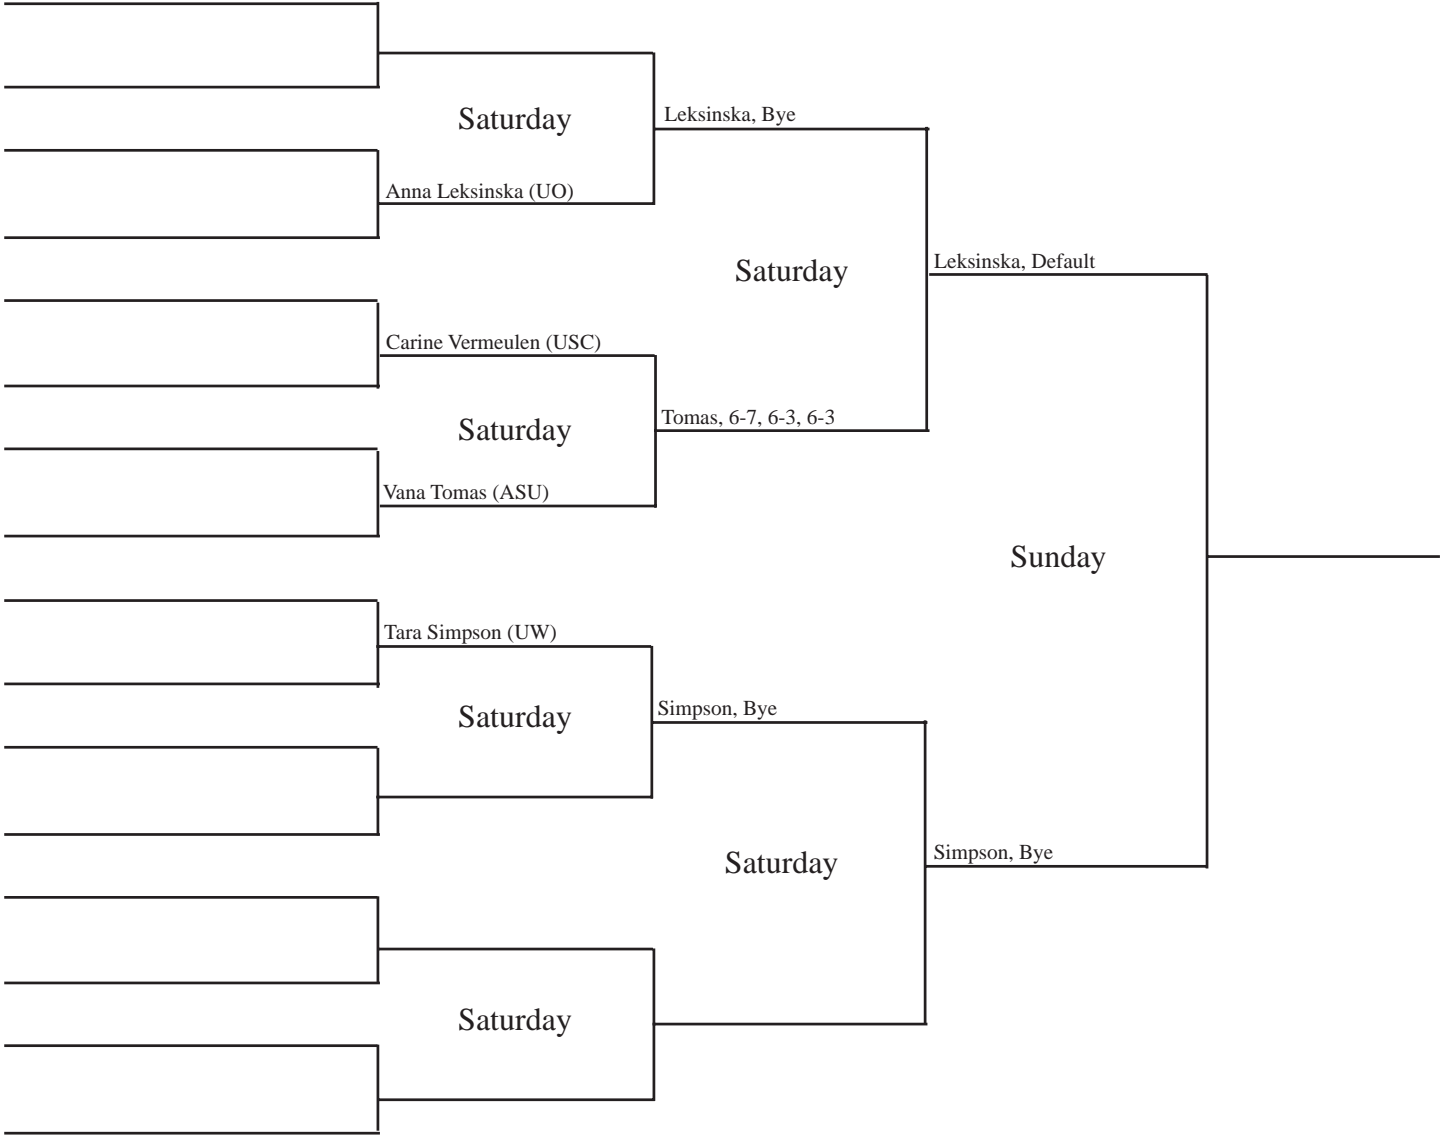 Saturday
Leksinska, Bye
Anna Leksinska (UO)
Saturday
Leksinska, Default
Carine Vermeulen (USC)
Saturday
Tomas, 6-7, 6-3, 6-3
Vana Tomas (ASU)
Sunday
Tara Simpson (UW)
Saturday
Simpson, Bye
Saturday
Simpson, Bye
Saturday